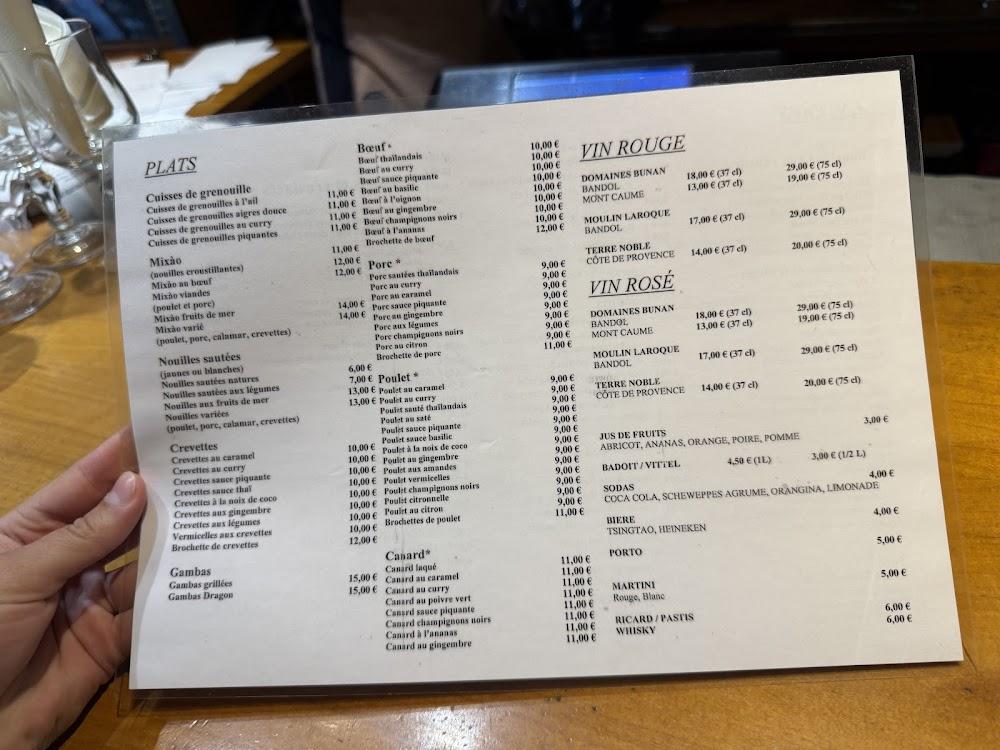 PLATS
Cuisses de grenouille
Cuisses de grenouilles à l'ail 11,00 €
Cuisses de grenouilles aigres douce 11,00 €
Cuisses de grenouilles au curry 11,00 €
Cuisses de grenouilles piquantes 11,00 €
Mixào
(nouilles croustillantes)
Mixào au bœuf 11,00 €
Mixào viandes 12,00 €
(poulet et porc)
Mixào fruits de mer 14,00 €
Mixào varié 14,00 €
(poulet, porc, calamar, crevettes)
12,00 €
Nouilles sautées
(jaunes ou blanches)
Nouilles sautées natures 6,00 €
Nouilles sautées aux légumes 7,00 €
Nouilles aux fruits de mer 13,00 €
Nouilles variées 13,00 €
(poulet, porc, calamar, crevettes)
Crevettes
Crevettes au caramel 10,00 €
Crevettes au curry 10,00 €
Crevettes sauce piquante 10,00 €
Crevettes sauce thaï 10,00 €
Crevettes à la noix de coco 10,00 €
Crevettes aux gingembre 10,00 €
Crevettes aux légumes 10,00 €
Vermicelles aux crevettes 10,00 €
Brochette de crevettes 12,00 €
Gambas
Gambas grillées 15,00 €
Gambas Dragon 15,00 €
Bœuf *
Bœuf thaïlandais 10,00 €
Bœuf au curry 10,00 €
Bœuf sauce piquante 10,00 €
Bœuf au basilic 10,00 €
Bœuf à l'oignon 10,00 €
Bœuf au gingembre 10,00 €
Bœuf champignons noirs 10,00 €
Bœuf à l'ananas 10,00 €
Brochette de bœuf 12,00 €
Porc *
Porc sautées thaïlandais 9,00 €
Porc au curry 9,00 €
Porc au caramel 9,00 €
Porc sauce piquante 9,00 €
Porc au gingembre 9,00 €
Porc aux légumes 9,00 €
Porc champignons noirs 9,00 €
Porc au citron 9,00 €
Brochette de porc 11,00 €
Poulet *
Poulet au caramel 9,00 €
Poulet au curry 9,00 €
Poulet sauté thaïlandais 9,00 €
Poulet au saté 9,00 €
Poulet sauce piquante 9,00 €
Poulet sauce basilic 9,00 €
Poulet à la noix de coco 9,00 €
Poulet au gingembre 9,00 €
Poulet aux amandes 9,00 €
Poulet vermicelles 9,00 €
Poulet champignons noirs 9,00 €
Poulet citronnelle 9,00 €
Poulet au citron 9,00 €
Brochettes de poulet 11,00 €
Canard*
Canard laqué 11,00 €
Canard au caramel 11,00 €
Canard au curry 11,00 €
Canard au poivre vert 11,00 €
Canard sauce piquante 11,00 €
Canard champignons noirs 11,00 €
Canard à l'ananas 11,00 €
Canard au gingembre 11,00 €
VIN ROUGE
DOMAINES BUNAN
BANDOL 18,00 € (37 cl) 29,00 € (75 cl)
MONT CAUME 13,00 € (37 cl) 19,00 € (75 cl)
MOULIN LAROQUE
BANDOL 17,00 € (37 cl) 29,00 € (75 cl)
TERRE NOBLE
CÔTE DE PROVENCE 14,00 € (37 cl) 20,00 € (75 cl)
VIN ROSÉ
DOMAINES BUNAN
BANDOL 18,00 € (37 cl) 29,00 € (75 cl)
MONT CAUME 13,00 € (37 cl) 19,00 € (75 cl)
MOULIN LAROQUE
BANDOL 17,00 € (37 cl) 29,00 € (75 cl)
TERRE NOBLE
CÔTE DE PROVENCE 14,00 € (37 cl) 20,00 € (75 cl)
JUS DE FRUITS 3,00 €
ABRICOT, ANANAS, ORANGE, POIRE, POMME
BADOIT / VITTEL 4,50 € (1L) 3,00 € (1/2 L)
SODAS 4,00 €
COCA COLA, SCHEWEPPES AGRUME, ORANGINA, LIMONADE
BIERE 4,00 €
TSINGTAO, HEINEKEN
PORTO 5,00 €
MARTINI 5,00 €
Rouge, Blanc
RICARD / PASTIS 6,00 €
WHISKY 6,00 €